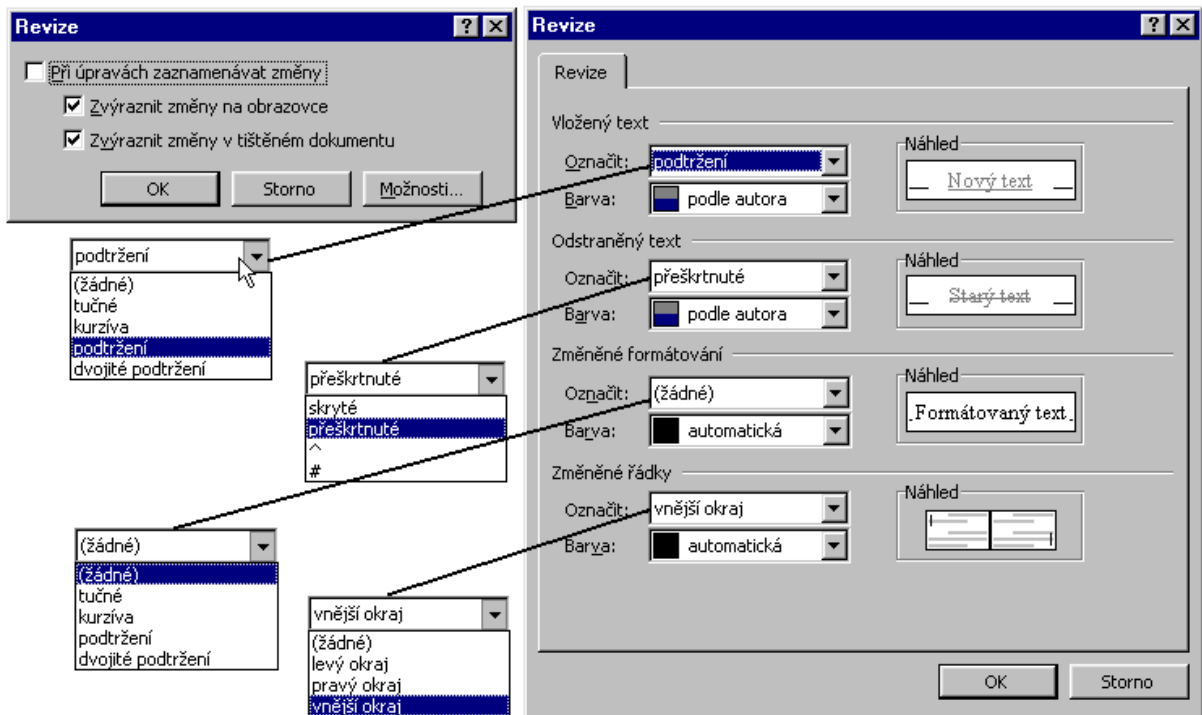 Revize
Při úpravách zaznamenávat změny
Zvýraznit změny na obrazovce
Zvýraznit změny v tištěném dokumentu
OK Storno Možnosti...
podtržení
(žádné)
tučné
kurzíva
podtržení
dvojité podtržení
přeškrtnuté
skryté
přeškrtnuté
^
#
(žádné)
(žádné)
tučné
kurzíva
podtržení
dvojité podtržení
vnější okraj
(žádné)
levý okraj
pravý okraj
vnější okraj
Revize
Revize
Vložený text
Označit: podtržení
Barva: podle autora
Náhled
Nový text
Odstraněný text
Označit: přeškrtnuté
Barva: podle autora
Náhled
Starý text
Změněné formátování
Označit: (žádné)
Barva: automatická
Náhled
Formátovaný text
Změněné řádky
Označit: vnější okraj
Barva: automatická
Náhled
OK Storno